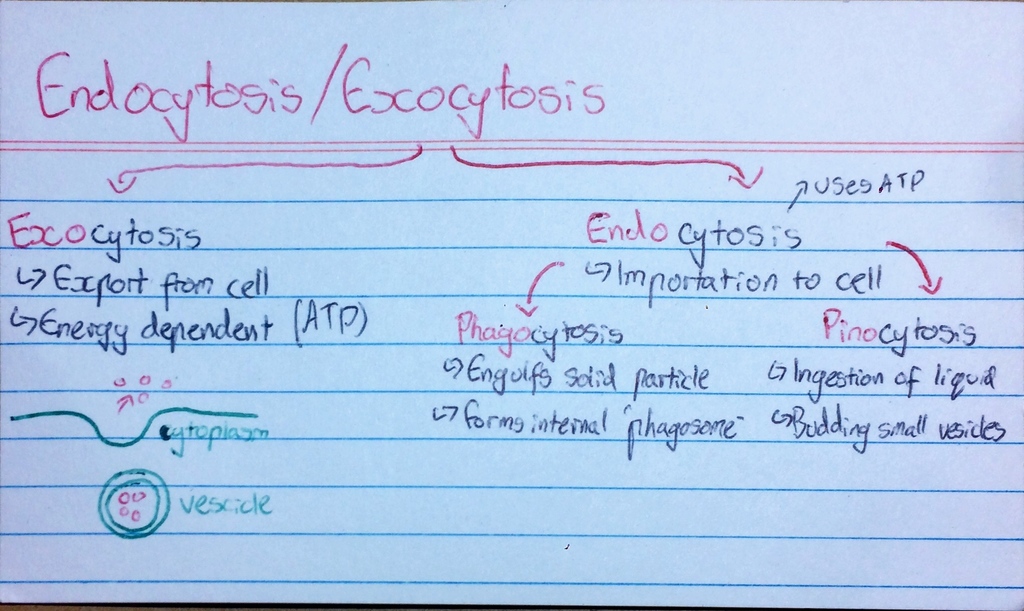 Endocytosis/Excocytosis
Excocytosis
↳ Export from cell
↳ Energy dependent (ATP)
cytoplasm
vescicle
↗ uses ATP
Endocytosis
↳ Importation to cell
Phagocytosis
↳ Engulfs solid particle
↳ forms internal "phagosome"
Pinocytosis
↳ Ingestion of liquid
↳ Budding small vesicles